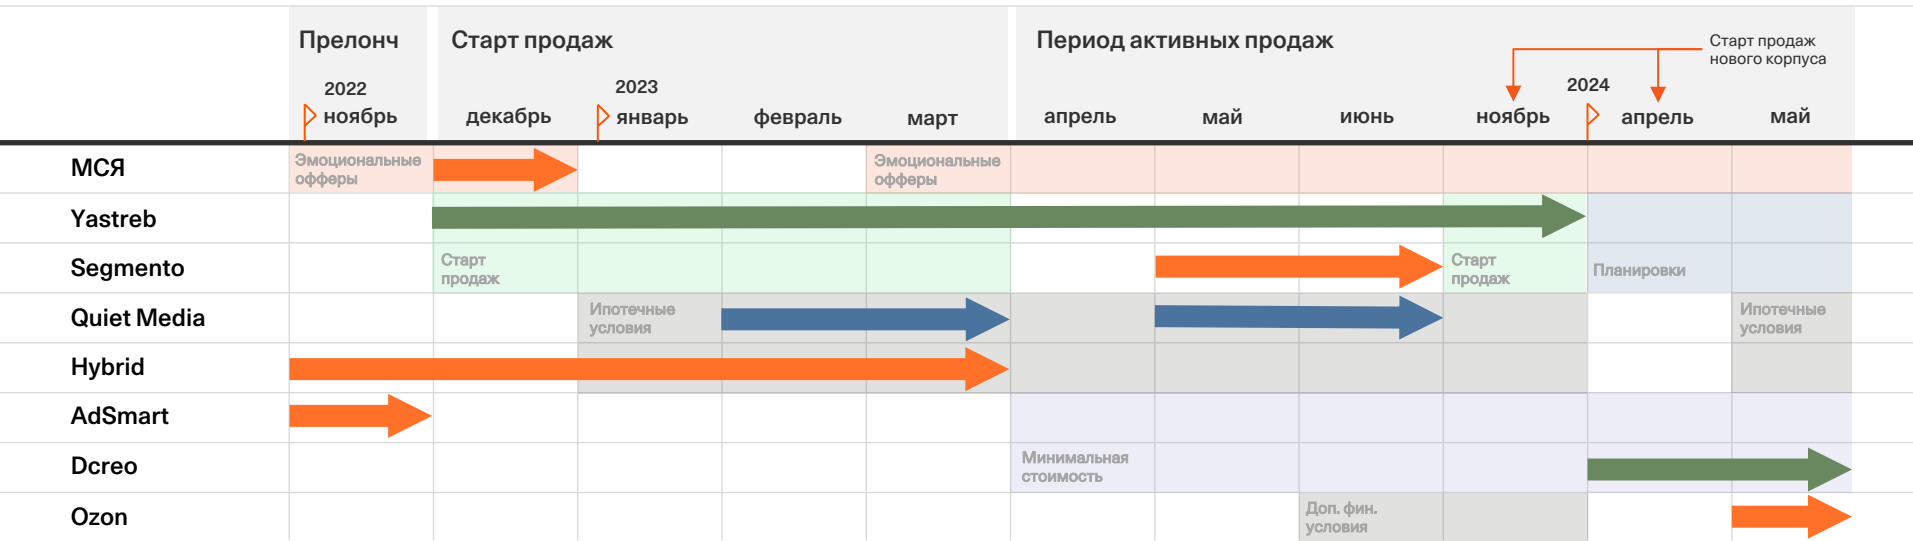 Прелонч
Старт продаж
Период активных продаж
Старт продаж
нового корпуса
2022
2023
2024
ноябрь
декабрь
январь
февраль
март
апрель
май
июнь
ноябрь
апрель
май
МСЯ
Эмоциональные
офферы
Эмоциональные
офферы
Yastreb
Segmento
Старт
продаж
Старт
продаж
Планировки
Quiet Media
Ипотечные
условия
Ипотечные
условия
Hybrid
AdSmart
Dcreo
Минимальная
стоимость
Ozon
Доп. фин.
условия